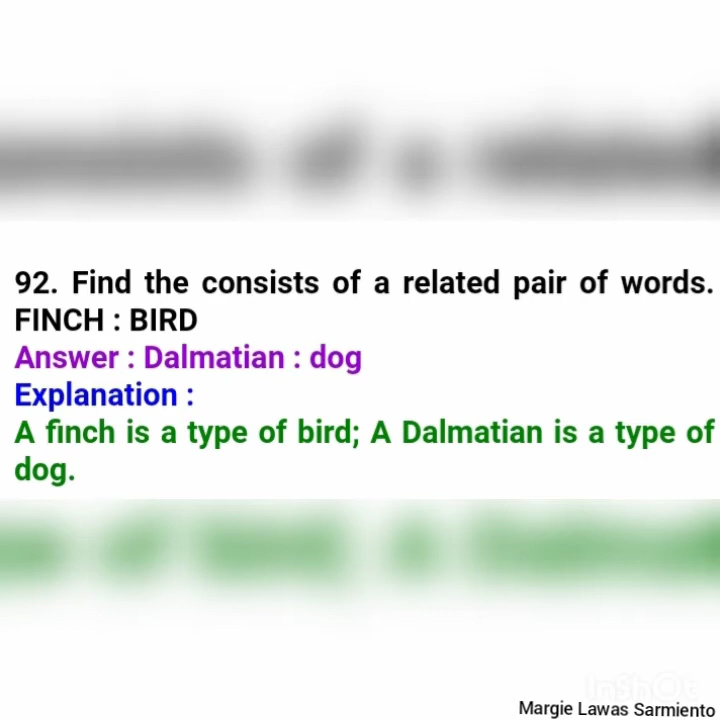 92. Find the consists of a related pair of words.
FINCH : BIRD
Answer : Dalmatian : dog
Explanation :
A finch is a type of bird; A Dalmatian is a type of
dog.
InShOt
Margie Lawas Sarmiento